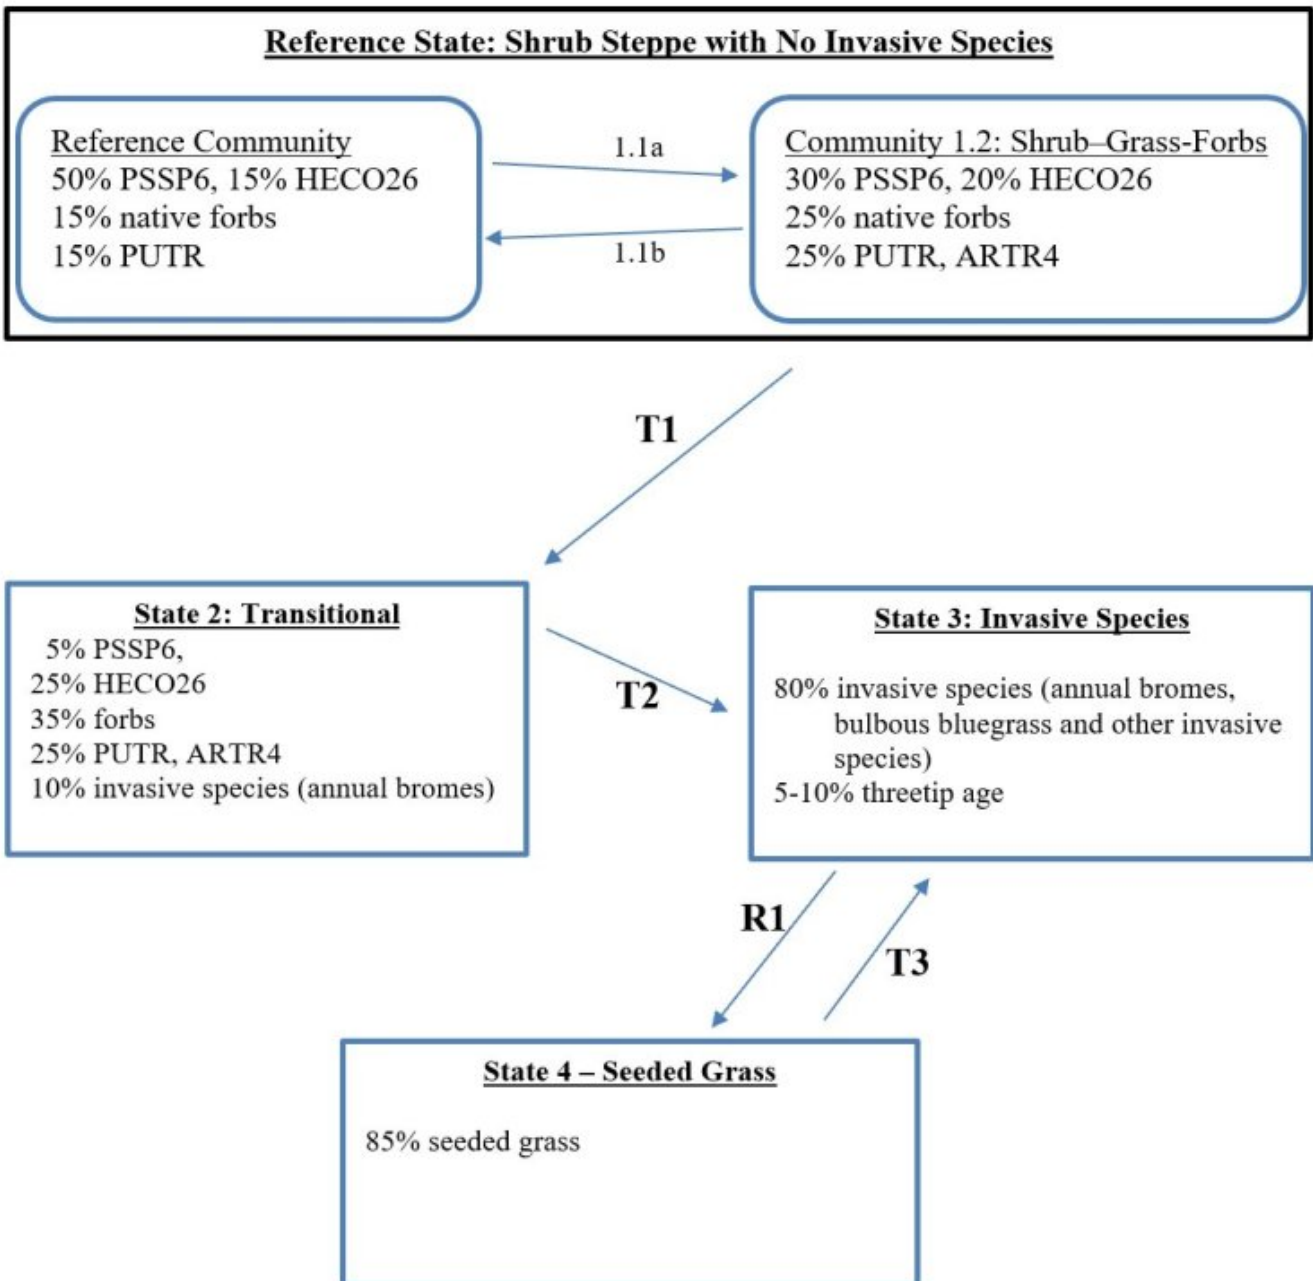 Reference State: Shrub Steppe with No Invasive Species
Reference Community
50% PSSP6, 15% HECO26
15% native forbs
15% PUTR
1.1a
1.1b
Community 1.2: Shrub–Grass-Forbs
30% PSSP6, 20% HECO26
25% native forbs
25% PUTR, ARTR4
T1
State 2: Transitional
5% PSSP6,
25% HECO26
35% forbs
25% PUTR, ARTR4
10% invasive species (annual bromes)
T2
State 3: Invasive Species
80% invasive species (annual bromes,
bulbous bluegrass and other invasive
species)
5-10% threetip age
R1
T3
State 4 – Seeded Grass
85% seeded grass